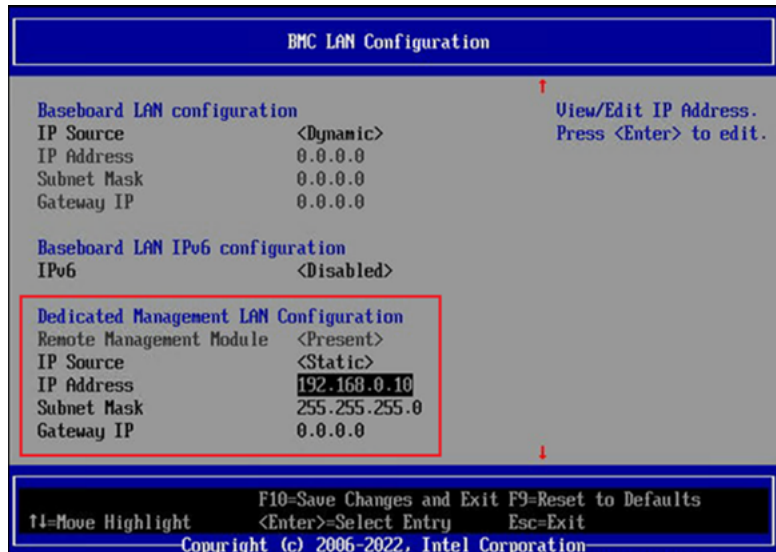 BMC LAN Configuration
Baseboard LAN configuration
IP Source <Dynamic>
IP Address 0.0.0.0
Subnet Mask 0.0.0.0
Gateway IP 0.0.0.0
Baseboard LAN IPv6 configuration
IPv6 <Disabled>
Dedicated Management LAN Configuration
Remote Management Module <Present>
IP Source <Static>
IP Address 192.168.0.10
Subnet Mask 255.255.255.0
Gateway IP 0.0.0.0
View/Edit IP Address.
Press <Enter> to edit.
F10=Save Changes and Exit F9=Reset to Defaults
↑↓=Move Highlight <Enter>=Select Entry Esc=Exit
Copyright (c) 2006-2022, Intel Corporation